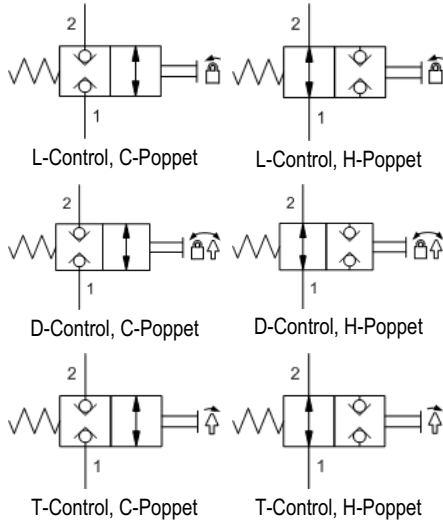 2 2
1 1
L-Control, C-Poppet L-Control, H-Poppet
2 2
1 1
D-Control, C-Poppet D-Control, H-Poppet
2 2
1 1
T-Control, C-Poppet T-Control, H-Poppet